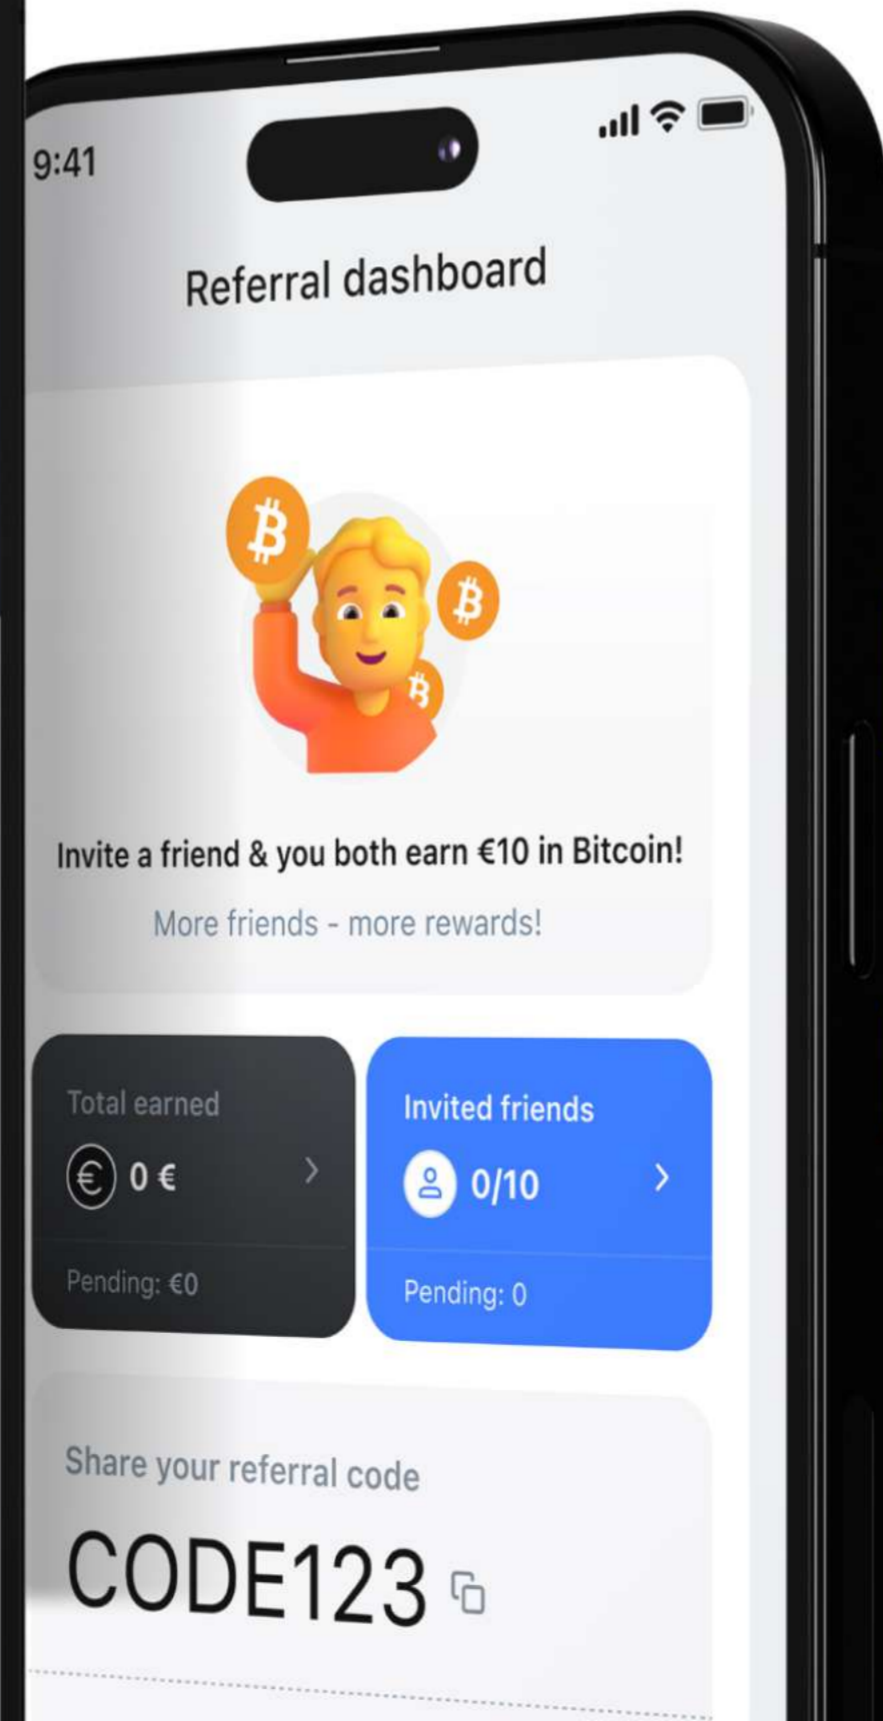 9:41
Referral dashboard
Invite a friend & you both earn €10 in Bitcoin!
More friends - more rewards!
Total earned
0 €
Pending: €0
Invited friends
0/10
Pending: 0
Share your referral code
CODE123